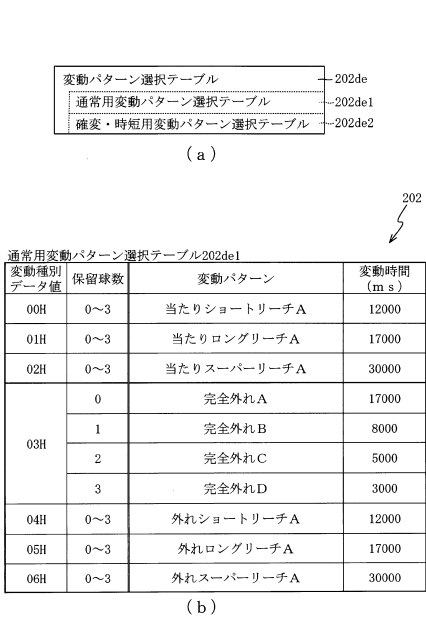 変動パターン選択テーブル 202de
通常用変動パターン選択テーブル 202de1
確変・時短用変動パターン選択テーブル 202de2
(a)
202
通常用変動パターン選択テーブル202de1
変動種別データ値 保留球数 変動パターン 変動時間(ms)
00H 0～3 当たりショートリーチA 12000
01H 0～3 当たりロングリーチA 17000
02H 0～3 当たりスーパーリーチA 30000
03H 0 完全外れA 17000
1 完全外れB 8000
2 完全外れC 5000
3 完全外れD 3000
04H 0～3 外れショートリーチA 12000
05H 0～3 外れロングリーチA 17000
06H 0～3 外れスーパーリーチA 30000
(b)